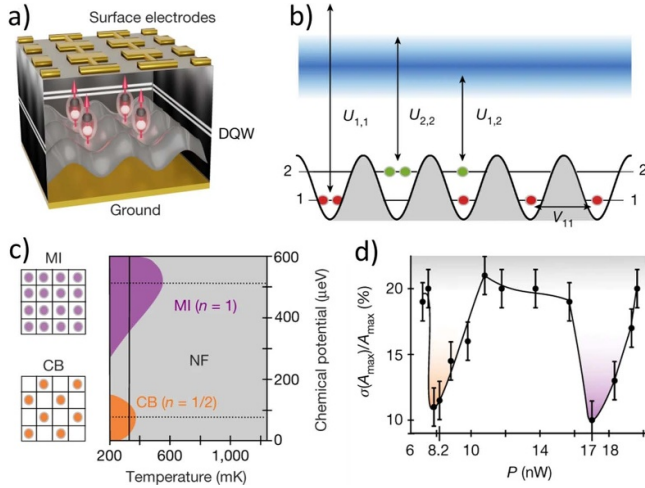 a)
Surface electrodes
DQW
Ground
b)
U1,1
U2,2
U1,2
2
2
1
1
V11
c)
MI
CB
MI (n = 1)
NF
CB (n = 1/2)
600
400
200
0
Chemical potential (µeV)
200
600
1,000
Temperature (mK)
d)
20
15
10
σ(Amax)/Amax (%)
6
8.2
10
14
17
18
P (nW)